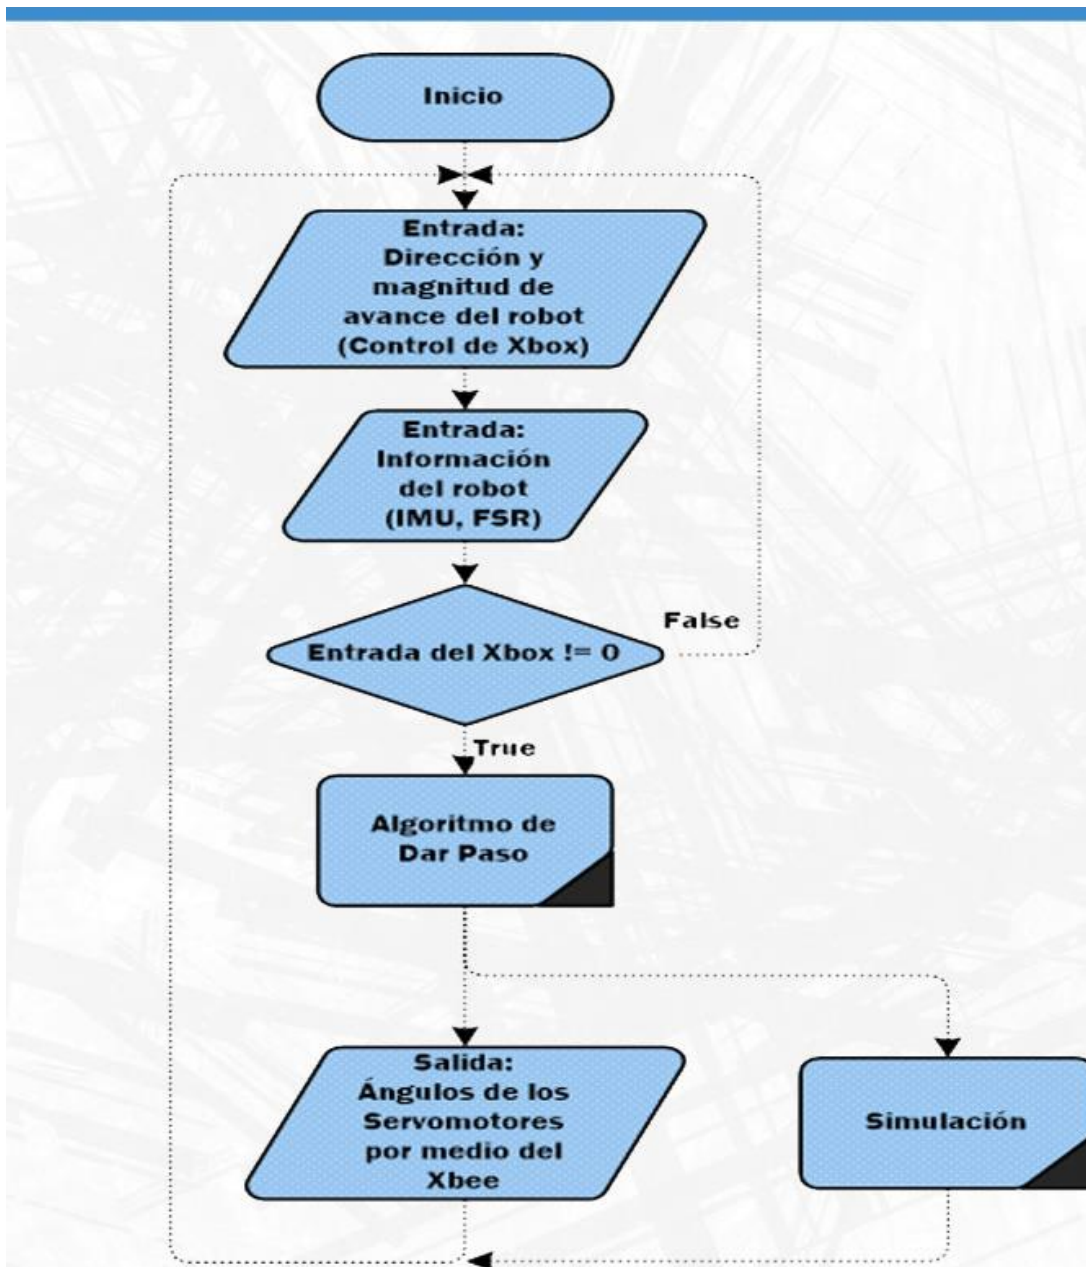 Inicio
Entrada:
Dirección y
magnitud de
avance del robot
(Control de Xbox)
Entrada:
Información
del robot
(IMU, FSR)
Entrada del Xbox != 0
False
True
Algoritmo de
Dar Paso
Salida:
Ángulos de los
Servomotores
por medio del
Xbee
Simulación